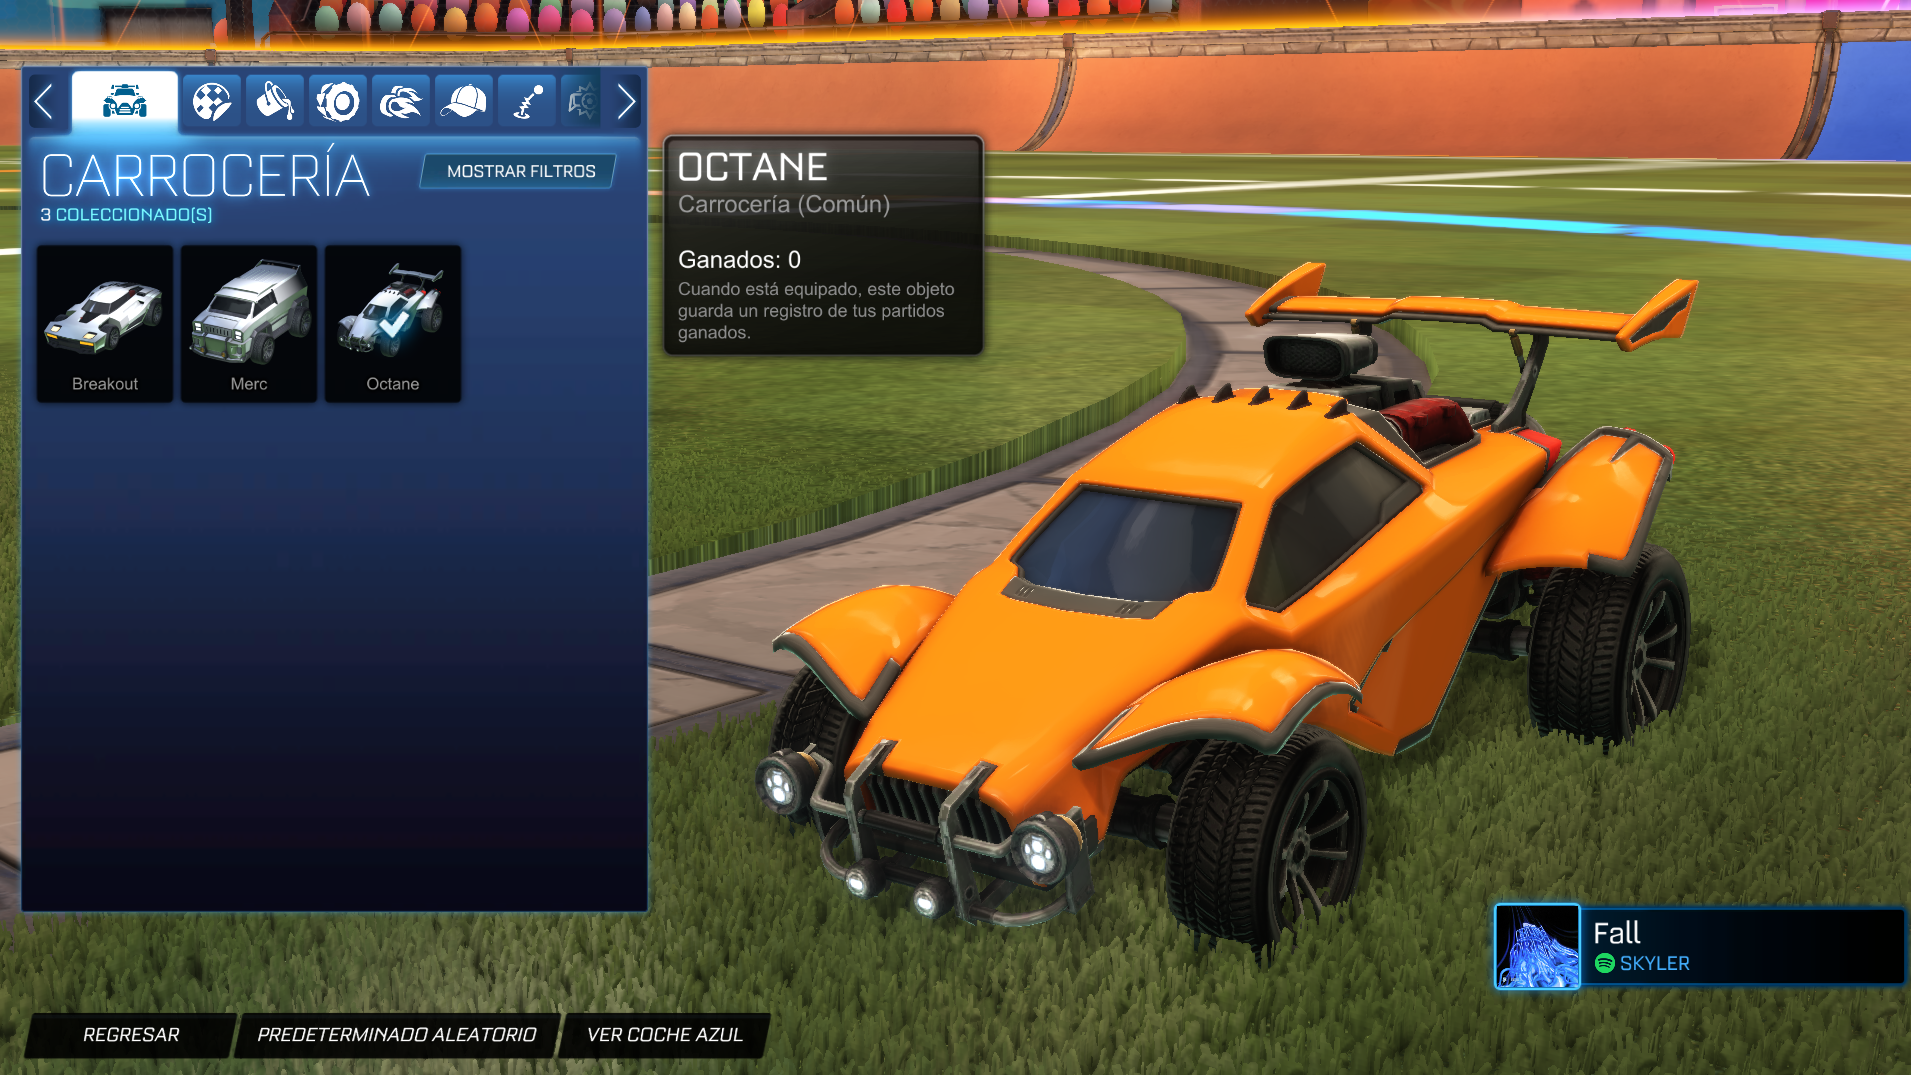 CARROCERÍA
MOSTRAR FILTROS
3 COLECCIONADO(S)
Breakout
Merc
Octane
OCTANE
Carrocería (Común)
Ganados: 0
Cuando está equipado, este objeto
guarda un registro de tus partidos
ganados.
Fall
SKYLER
REGRESAR
PREDETERMINADO ALEATORIO
VER COCHE AZUL